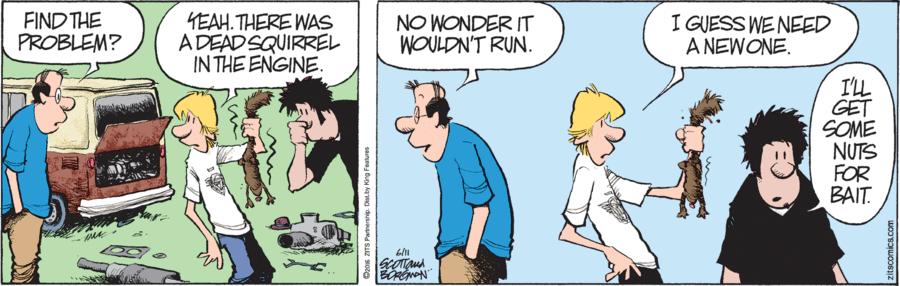 FIND THE
PROBLEM?
YEAH. THERE WAS
A DEAD SQUIRREL
IN THE ENGINE.
©2016 ZITS Partnership. Dist. by King Features
NO WONDER IT
WOULDN'T RUN.
6/11
SCOTT AND
BORGMAN
I GUESS WE NEED
A NEW ONE.
I'LL
GET
SOME
NUTS
FOR
BAIT.
zitscomics.com